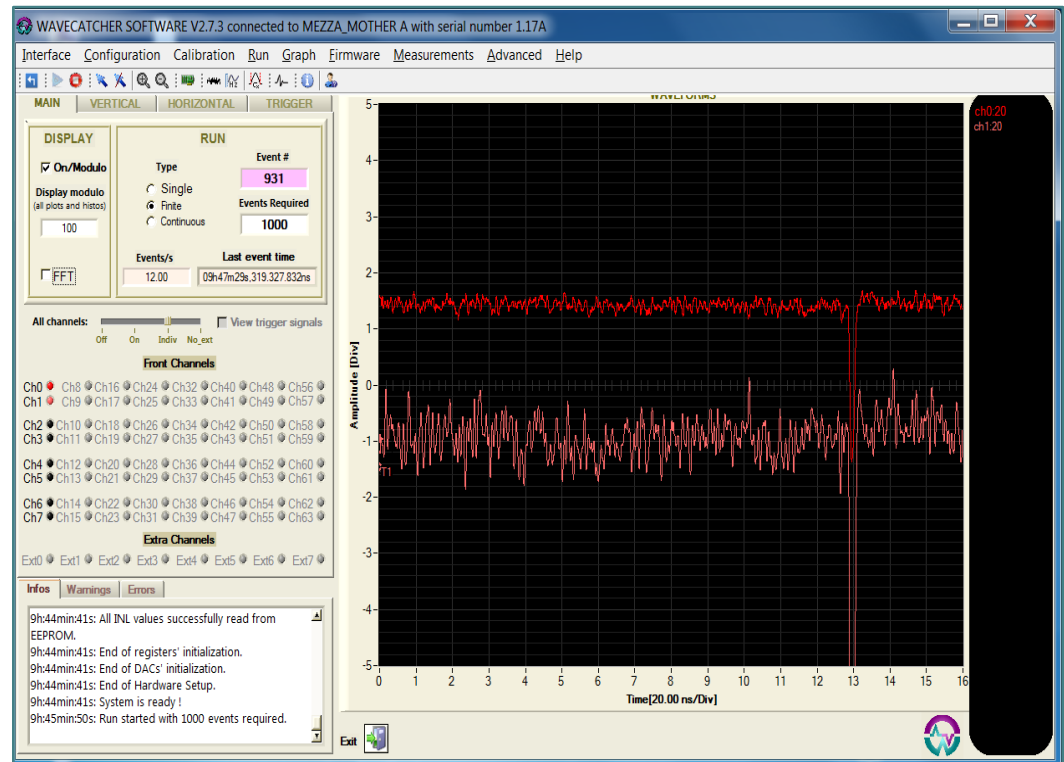 WAVECATCHER SOFTWARE V2.7.3 connected to MEZZA_MOTHER A with serial number 1.17A
Interface Configuration Calibration Run Graph Firmware Measurements Advanced Help
MAIN VERTICAL HORIZONTAL TRIGGER
DISPLAY
On/Modulo
Display modulo
(all plots and histos)
100
FFT
RUN
Type
Single
Finite
Continuous
Event #
931
Events Required
1000
Events/s
12.00
Last event time
09h47m29s,319.327.832ns
All channels:
Off On Indiv No_ext
View trigger signals
Front Channels
Ch0 Ch8 Ch16 Ch24 Ch32 Ch40 Ch48 Ch56
Ch1 Ch9 Ch17 Ch25 Ch33 Ch41 Ch49 Ch57
Ch2 Ch10 Ch18 Ch26 Ch34 Ch42 Ch50 Ch58
Ch3 Ch11 Ch19 Ch27 Ch35 Ch43 Ch51 Ch59
Ch4 Ch12 Ch20 Ch28 Ch36 Ch44 Ch52 Ch60
Ch5 Ch13 Ch21 Ch29 Ch37 Ch45 Ch53 Ch61
Ch6 Ch14 Ch22 Ch30 Ch38 Ch46 Ch54 Ch62
Ch7 Ch15 Ch23 Ch31 Ch39 Ch47 Ch55 Ch63
Extra Channels
Ext0 Ext1 Ext2 Ext3 Ext4 Ext5 Ext6 Ext7
Infos Warnings Errors
9h:44min:41s: All INL values successfully read from
EEPROM.
9h:44min:41s: End of registers' initialization.
9h:44min:41s: End of DACs' initialization.
9h:44min:41s: End of Hardware Setup.
9h:44min:41s: System is ready !
9h:45min:50s: Run started with 1000 events required.
WAVEFORMS
5
4
3
2
1
0
-1
-2
-3
-4
-5
Amplitude [Div]
T1
0 1 2 3 4 5 6 7 8 9 10 11 12 13 14 15 16
Time[20.00 ns/Div]
ch0:20
ch1:20
Exit